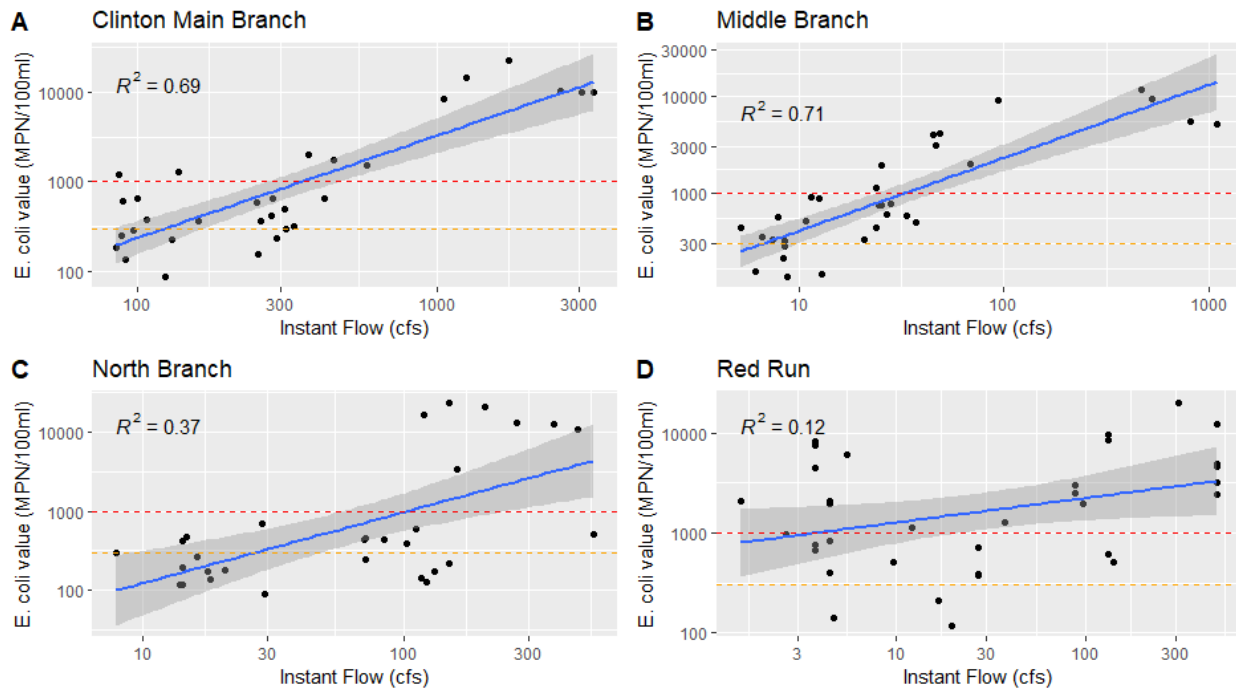 A Clinton Main Branch
E. coli value (MPN/100ml)
10000
1000
100
R² = 0.69
100 300 1000 3000
Instant Flow (cfs)
B Middle Branch
E. coli value (MPN/100ml)
30000
10000
3000
1000
300
R² = 0.71
10 100 1000
Instant Flow (cfs)
C North Branch
E. coli value (MPN/100ml)
10000
1000
100
R² = 0.37
10 30 100 300
Instant Flow (cfs)
D Red Run
E. coli value (MPN/100ml)
10000
1000
100
R² = 0.12
3 10 30 100 300
Instant Flow (cfs)